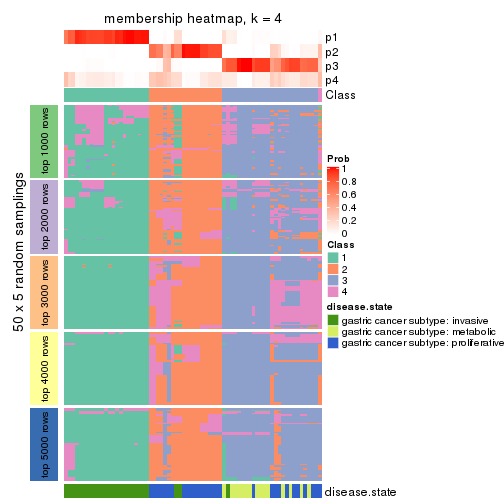 membership heatmap, k = 4
p1
p2
p3
p4
Class
50 x 5 random samplings
top 1000 rows
top 2000 rows
top 3000 rows
top 4000 rows
top 5000 rows
Prob
1
0.8
0.6
0.4
0.2
0
Class
1
2
3
4
disease.state
gastric cancer subtype: invasive
gastric cancer subtype: metabolic
gastric cancer subtype: proliferative
disease.state